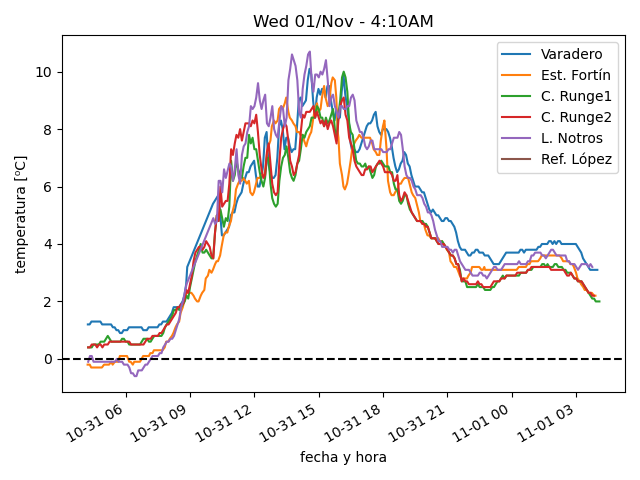 Wed 01/Nov - 4:10AM
temperatura [ºC]
10
8
6
4
2
0
Varadero
Est. Fortín
C. Runge1
C. Runge2
L. Notros
Ref. López
10-31 06
10-31 09
10-31 12
10-31 15
10-31 18
10-31 21
11-01 00
11-01 03
fecha y hora